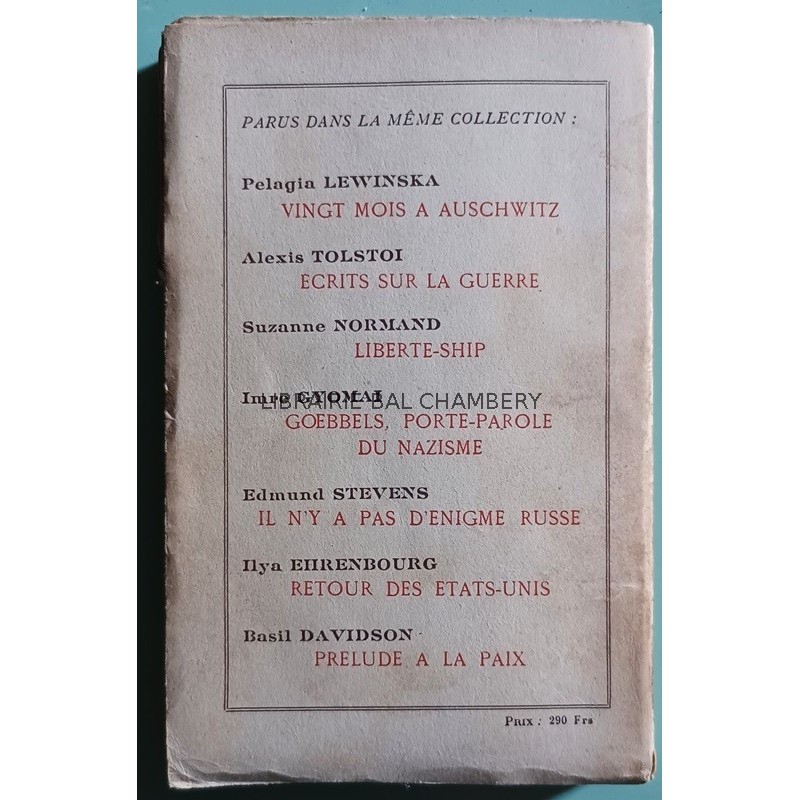 PARUS DANS LA MÊME COLLECTION :
Pelagia LEWINSKA
VINGT MOIS A AUSCHWITZ
Alexis TOLSTOI
ECRITS SUR LA GUERRE
Suzanne NORMAND
LIBERTE-SHIP
Imre GYOMAI
LIBRAIRIE BAL CHAMBERY
GOEBBELS, PORTE-PAROLE
DU NAZISME
Edmund STEVENS
IL N'Y A PAS D'ENIGME RUSSE
Ilya EHRENBOURG
RETOUR DES ETATS-UNIS
Basil DAVIDSON
PRELUDE A LA PAIX
PRIX : 290 Frs